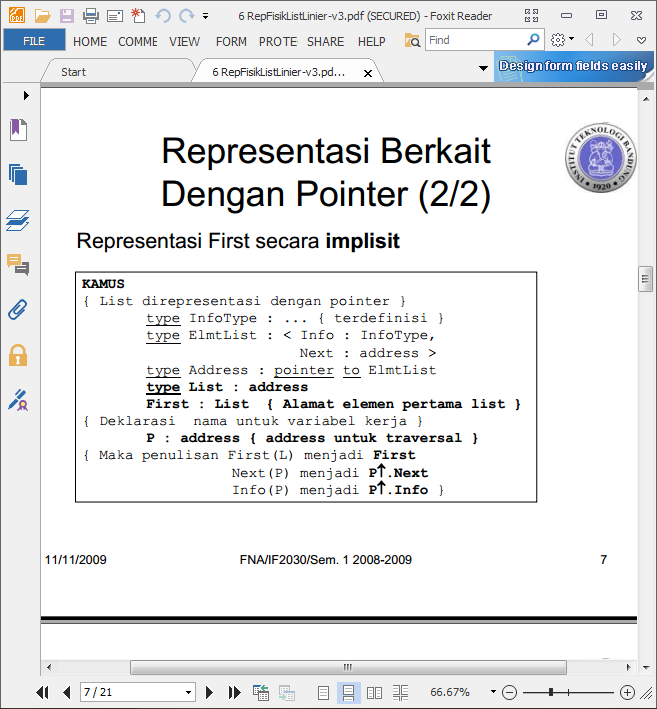 6 RepFisikListLinier-v3.pdf (SECURED) - Foxit Reader
FILE HOME COMME VIEW FORM PROTE SHARE HELP Find
Start
6 RepFisikListLinier-v3.pd...
Design form fields easily
Representasi Berkait
Dengan Pointer (2/2)
INSTITUT TEKNOLOGI BANDUNG
1920
Representasi First secara implisit
KAMUS
{ List direpresentasi dengan pointer }
type InfoType : ... { terdefinisi }
type ElmtList : < Info : InfoType,
Next : address >
type Address : pointer to ElmtList
type List : address
First : List { Alamat elemen pertama list }
{ Deklarasi nama untuk variabel kerja }
P : address { address untuk traversal }
{ Maka penulisan First(L) menjadi First
Next(P) menjadi P↑.Next
Info(P) menjadi P↑.Info }
11/11/2009 FNA/IF2030/Sem. 1 2008-2009 7
7 / 21 66.67%